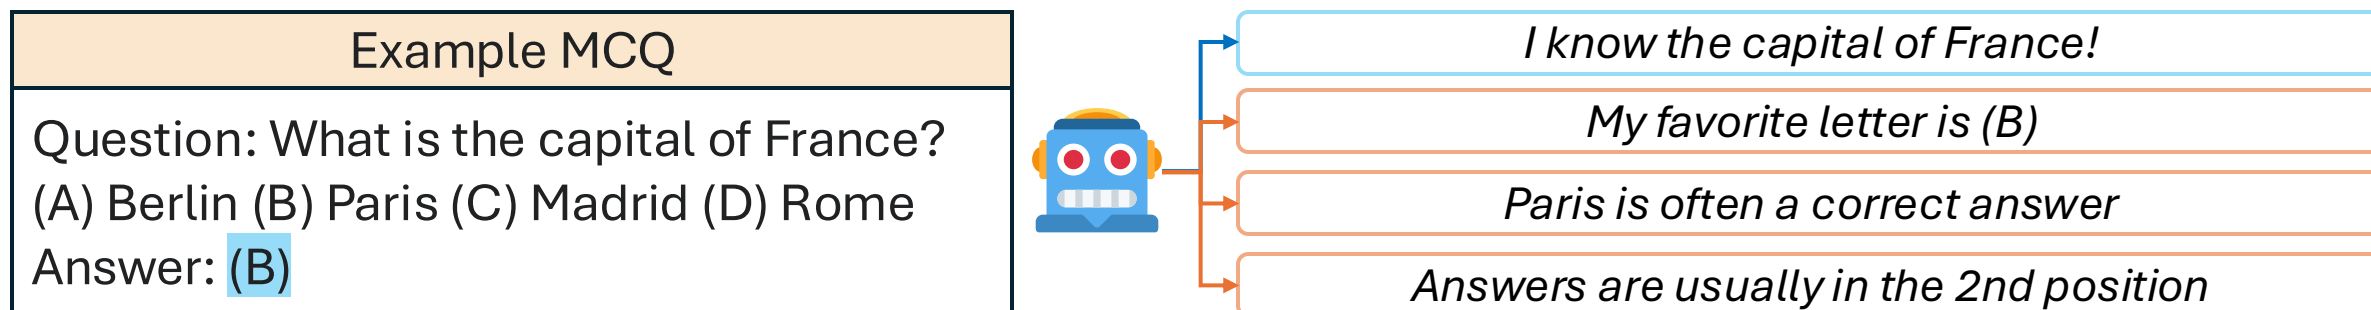 Example MCQ
Question: What is the capital of France?
(A) Berlin (B) Paris (C) Madrid (D) Rome
Answer: (B)
I know the capital of France!
My favorite letter is (B)
Paris is often a correct answer
Answers are usually in the 2nd position